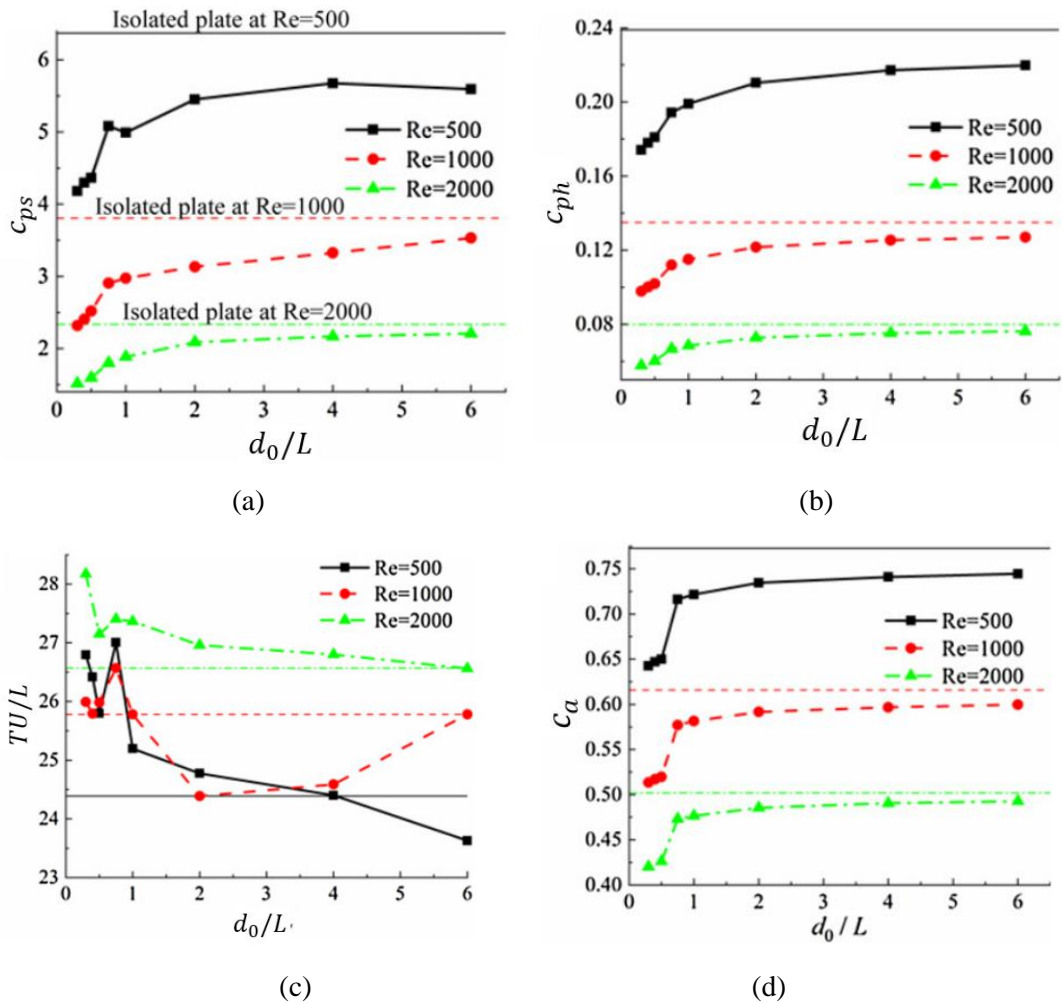 Isolated plate at Re=500
6
5
4
3
2
c_ps
Re=500
Re=1000
Re=2000
Isolated plate at Re=1000
Isolated plate at Re=2000
0 1 2 3 4 5 6
d_0/L
(a)
0.24
0.20
0.16
0.12
0.08
c_ph
Re=500
Re=1000
Re=2000
0 1 2 3 4 5 6
d_0/L
(b)
28
27
26
25
24
23
TU/L
Re=500
Re=1000
Re=2000
0 1 2 3 4 5 6
d_0/L
(c)
0.75
0.70
0.65
0.60
0.55
0.50
0.45
0.40
c_a
Re=500
Re=1000
Re=2000
0 1 2 3 4 5 6
d_0/L
(d)